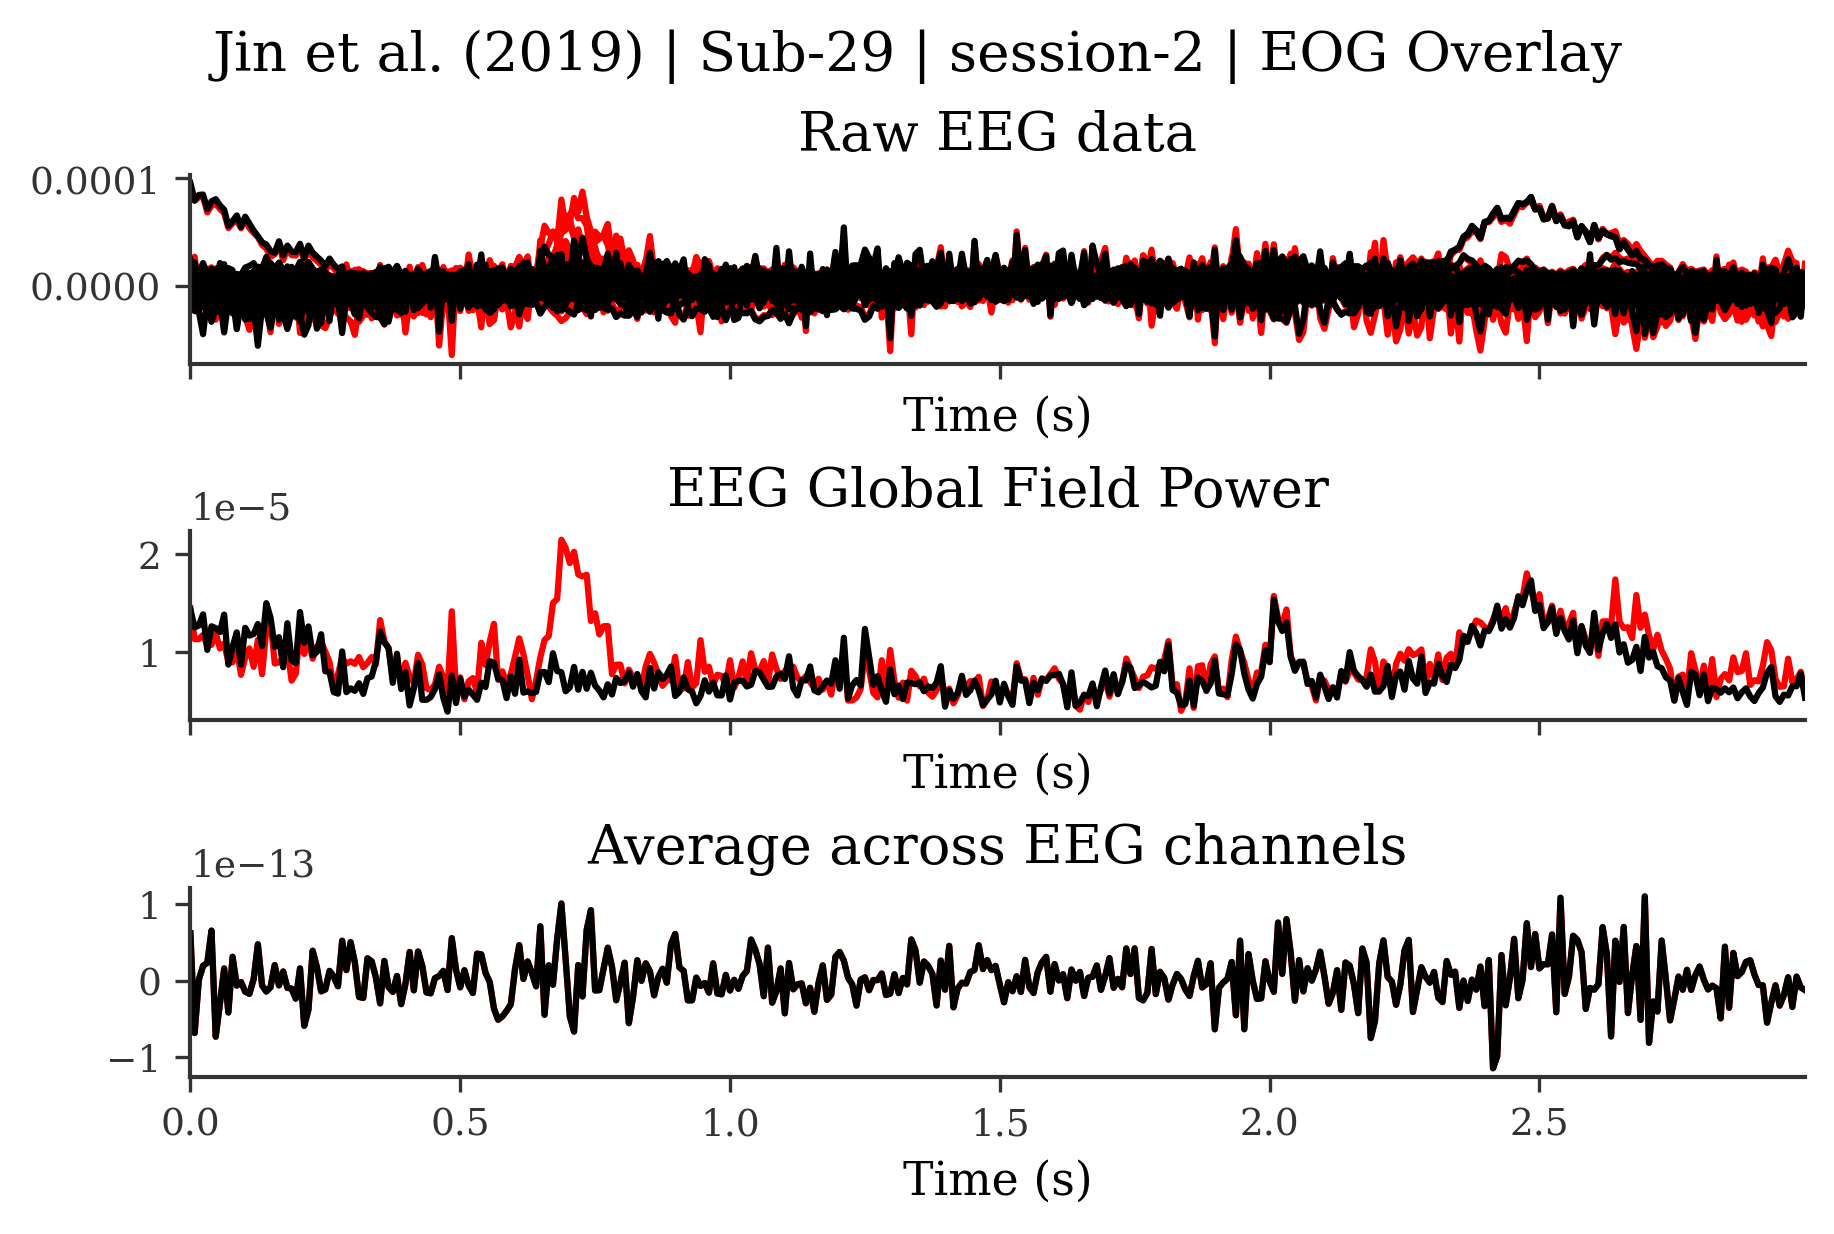 Jin et al. (2019) | Sub-29 | session-2 | EOG Overlay
Raw EEG data
0.0001
0.0000
Time (s)
EEG Global Field Power
1e−5
2
1
Time (s)
Average across EEG channels
1e−13
1
0
−1
0.0 0.5 1.0 1.5 2.0 2.5
Time (s)